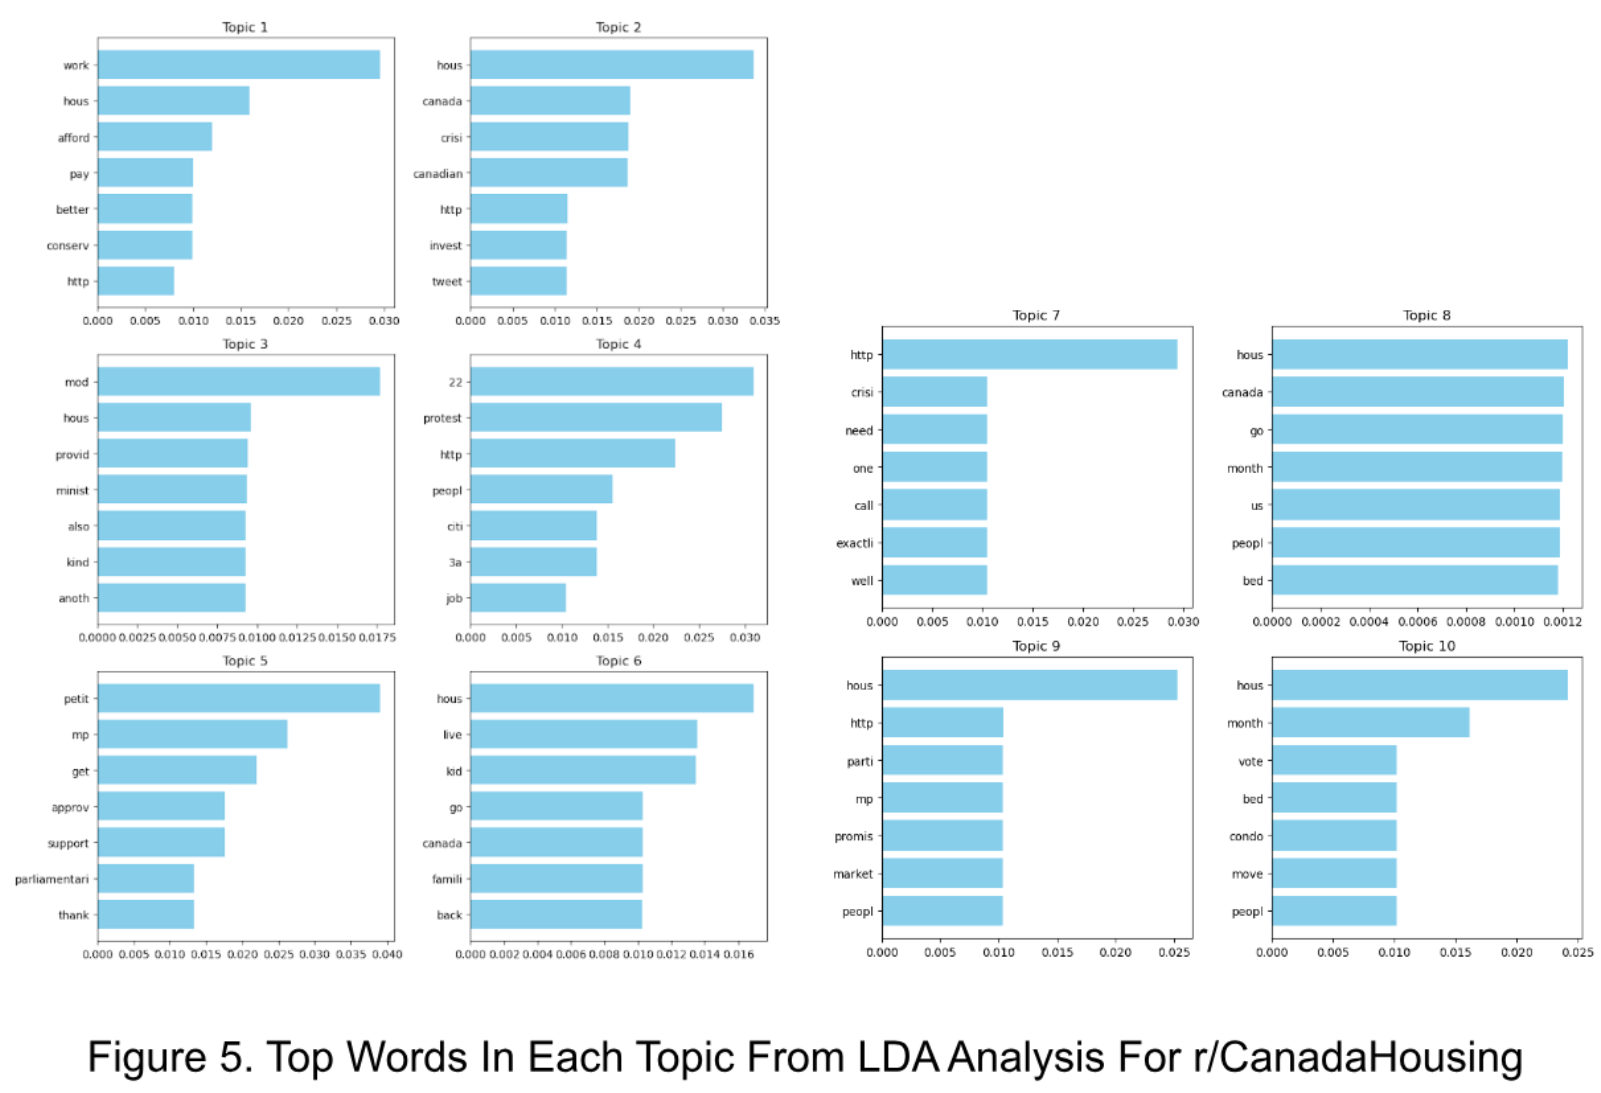 Topic 1
work
hous
afford
pay
better
conserv
http
0.000 0.005 0.010 0.015 0.020 0.025 0.030
Topic 2
hous
canada
crisi
canadian
http
invest
tweet
0.000 0.005 0.010 0.015 0.020 0.025 0.030 0.035
Topic 3
mod
hous
provid
minist
also
kind
anoth
0.0000 0.0025 0.0050 0.0075 0.0100 0.0125 0.0150 0.0175
Topic 4
22
protest
http
peopl
citi
3a
job
0.000 0.005 0.010 0.015 0.020 0.025 0.030
Topic 5
petit
mp
get
approv
support
parliamentari
thank
0.000 0.005 0.010 0.015 0.020 0.025 0.030 0.035 0.040
Topic 6
hous
live
kid
go
canada
famili
back
0.000 0.002 0.004 0.006 0.008 0.010 0.012 0.014 0.016
Topic 7
http
crisi
need
one
call
exactli
well
0.000 0.005 0.010 0.015 0.020 0.025 0.030
Topic 8
hous
canada
go
month
us
peopl
bed
0.0000 0.0002 0.0004 0.0006 0.0008 0.0010 0.0012
Topic 9
hous
http
parti
mp
promis
market
peopl
0.000 0.005 0.010 0.015 0.020 0.025
Topic 10
hous
month
vote
bed
condo
move
peopl
0.000 0.005 0.010 0.015 0.020 0.025
Figure 5. Top Words In Each Topic From LDA Analysis For r/CanadaHousing